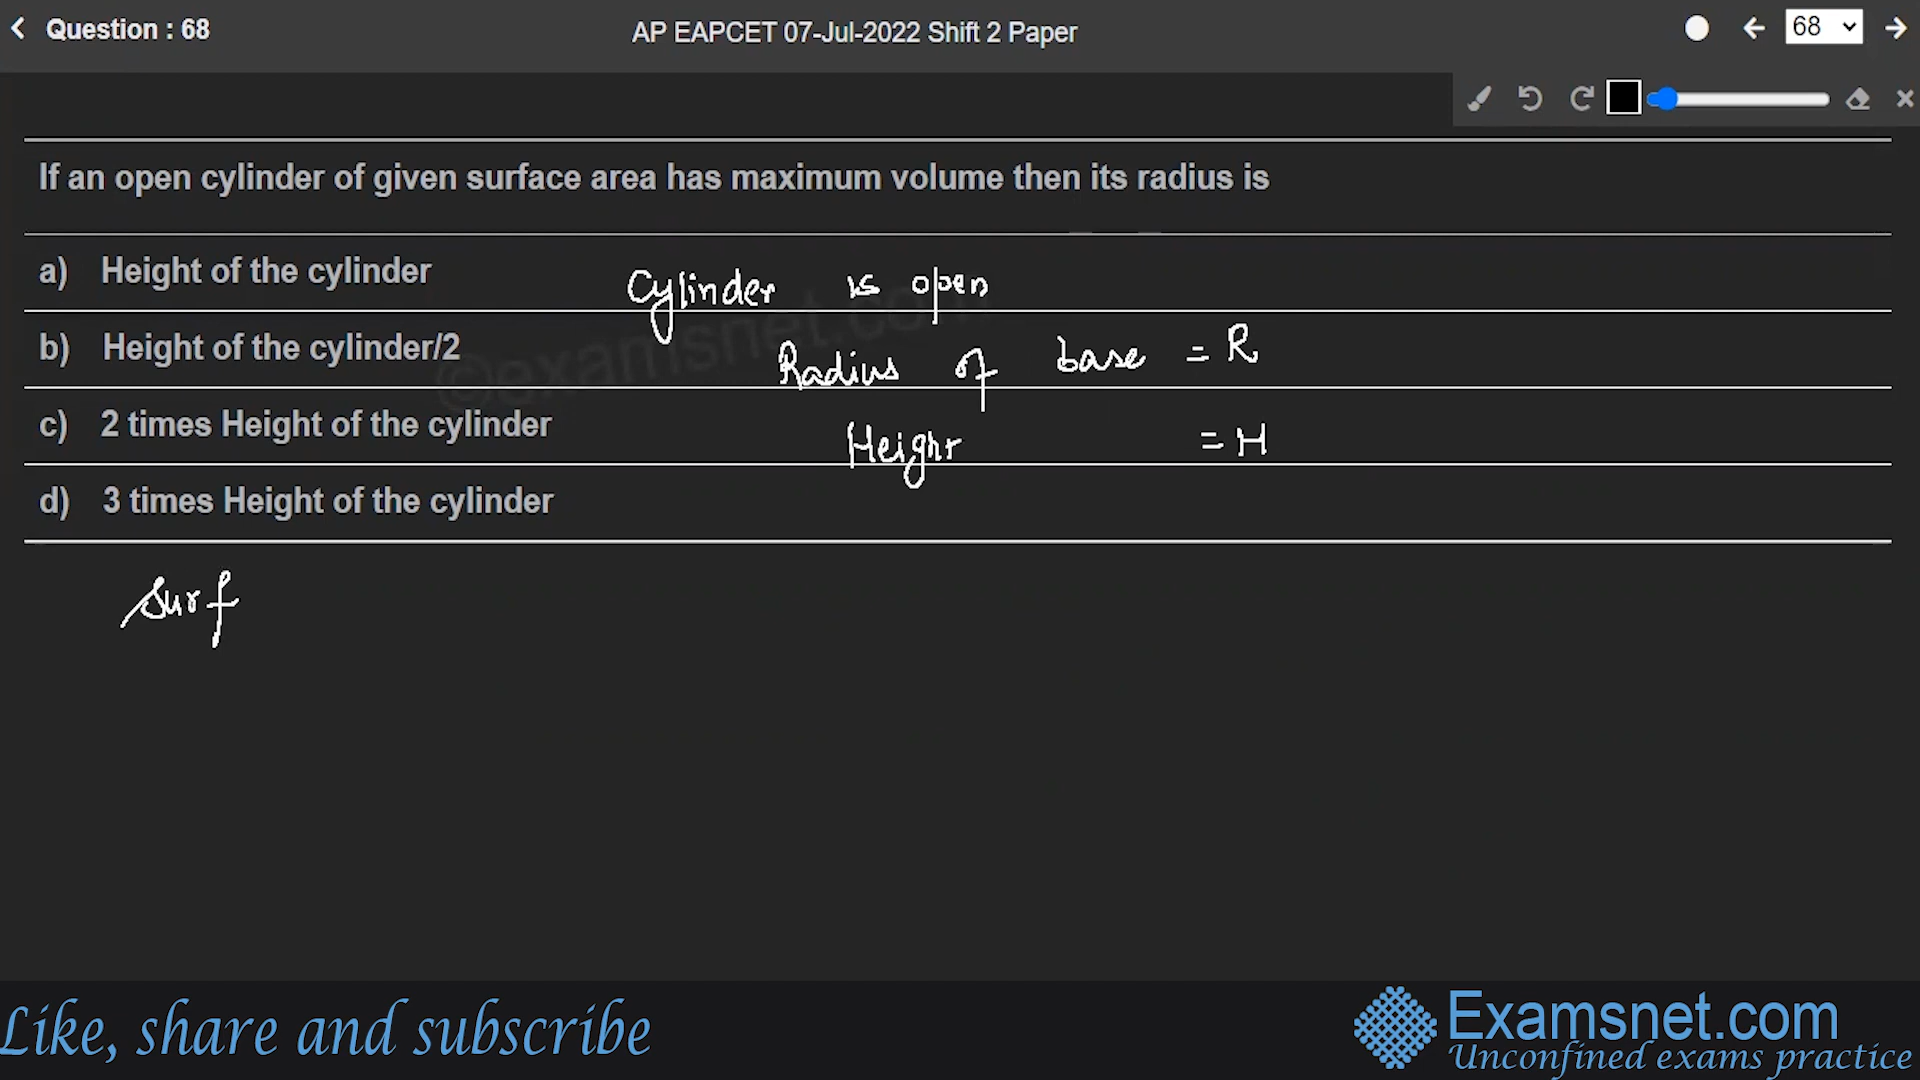 Question : 68
AP EAPCET 07-Jul-2022 Shift 2 Paper
68
If an open cylinder of given surface area has maximum volume then its radius is
a) Height of the cylinder
Cylinder is open
b) Height of the cylinder/2
Radius of base = R
c) 2 times Height of the cylinder
Height = H
d) 3 times Height of the cylinder
©examsnet.com
Surf
Like, share and subscribe
Examsnet.com
Unconfined exams practice